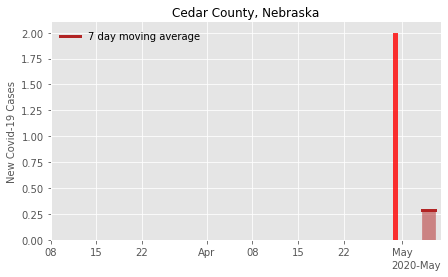 Cedar County, Nebraska
7 day moving average
New Covid-19 Cases
2.00
1.75
1.50
1.25
1.00
0.75
0.50
0.25
0.00
08 15 22 Apr 08 15 22 May
2020-May